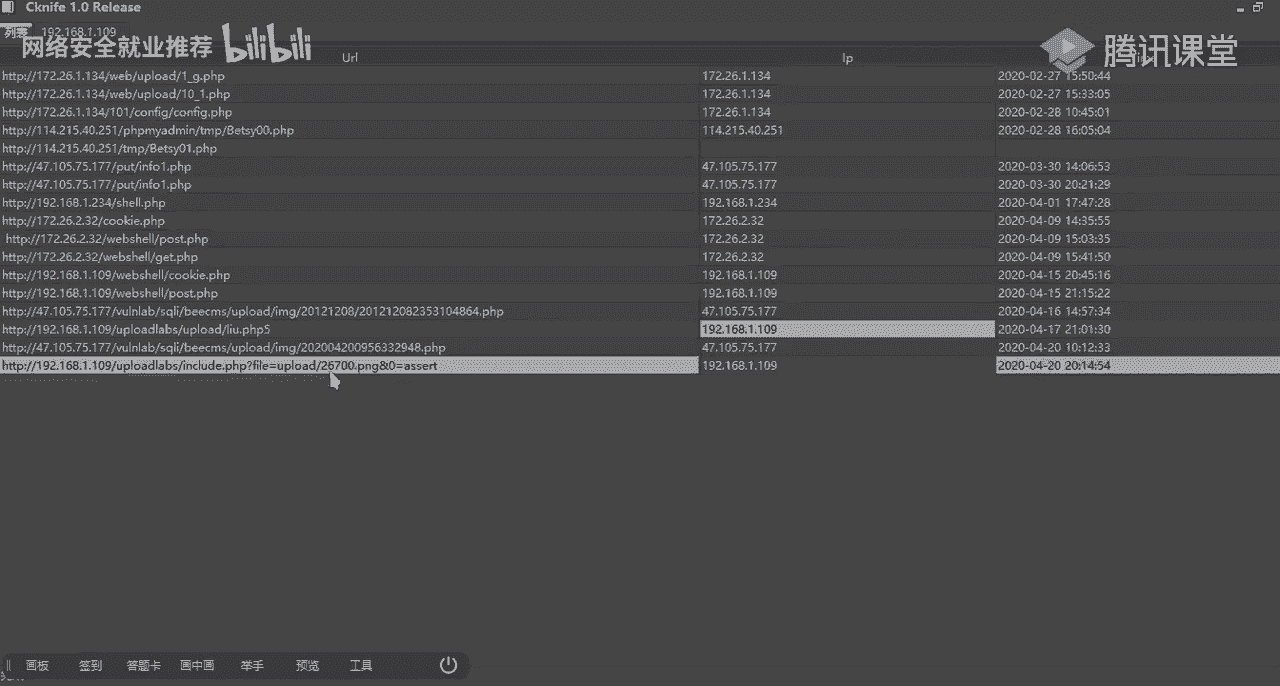 Cknife 1.0 Release
列表 192.168.1.109
网络安全就业推荐 bilibili
腾讯课堂
Url Ip
http://172.26.1.134/web/upload/1_g.php 172.26.1.134 2020-02-27 15:50:44
http://172.26.1.134/web/upload/10_1.php 172.26.1.134 2020-02-27 15:33:05
http://172.26.1.134/101/config/config.php 172.26.1.134 2020-02-28 10:45:01
http://114.215.40.251/phpmyadmin/tmp/Betsy00.php 114.215.40.251 2020-02-28 16:05:04
http://114.215.40.251/tmp/Betsy01.php
http://47.105.75.177/put/info1.php 47.105.75.177 2020-03-30 14:06:53
http://47.105.75.177/put/info1.php 47.105.75.177 2020-03-30 20:21:29
http://192.168.1.234/shell.php 192.168.1.234 2020-04-01 17:47:28
http://172.26.2.32/cookie.php 172.26.2.32 2020-04-09 14:35:55
http://172.26.2.32/webshell/post.php 172.26.2.32 2020-04-09 15:03:35
http://172.26.2.32/webshell/get.php 172.26.2.32 2020-04-09 15:41:50
http://192.168.1.109/webshell/cookie.php 192.168.1.109 2020-04-15 20:45:16
http://192.168.1.109/webshell/post.php 192.168.1.109 2020-04-15 21:15:22
http://47.105.75.177/vulnlab/sqli/beecms/upload/img/20121208/201212082353104864.php 47.105.75.177 2020-04-16 14:57:34
http://192.168.1.109/uploadlabs/upload/liu.php5 192.168.1.109 2020-04-17 21:01:30
http://47.105.75.177/vulnlab/sqli/beecms/upload/img/202004200956332948.php 47.105.75.177 2020-04-20 10:12:33
http://192.168.1.109/uploadlabs/include.php?file=upload/26700.png&0=assert 192.168.1.109 2020-04-20 20:14:54
画板 签到 答题卡 画中画 举手 预览 工具